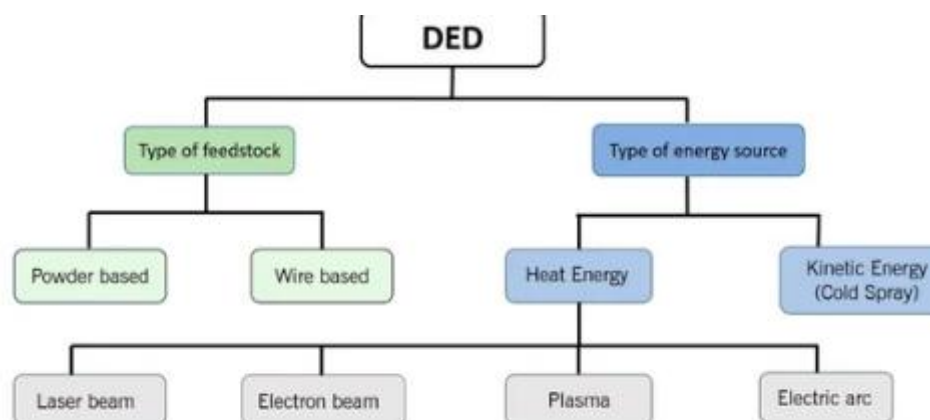 DED
Type of feedstock
Type of energy source
Powder based
Wire based
Heat Energy
Kinetic Energy
(Cold Spray)
Laser beam
Electron beam
Plasma
Electric arc